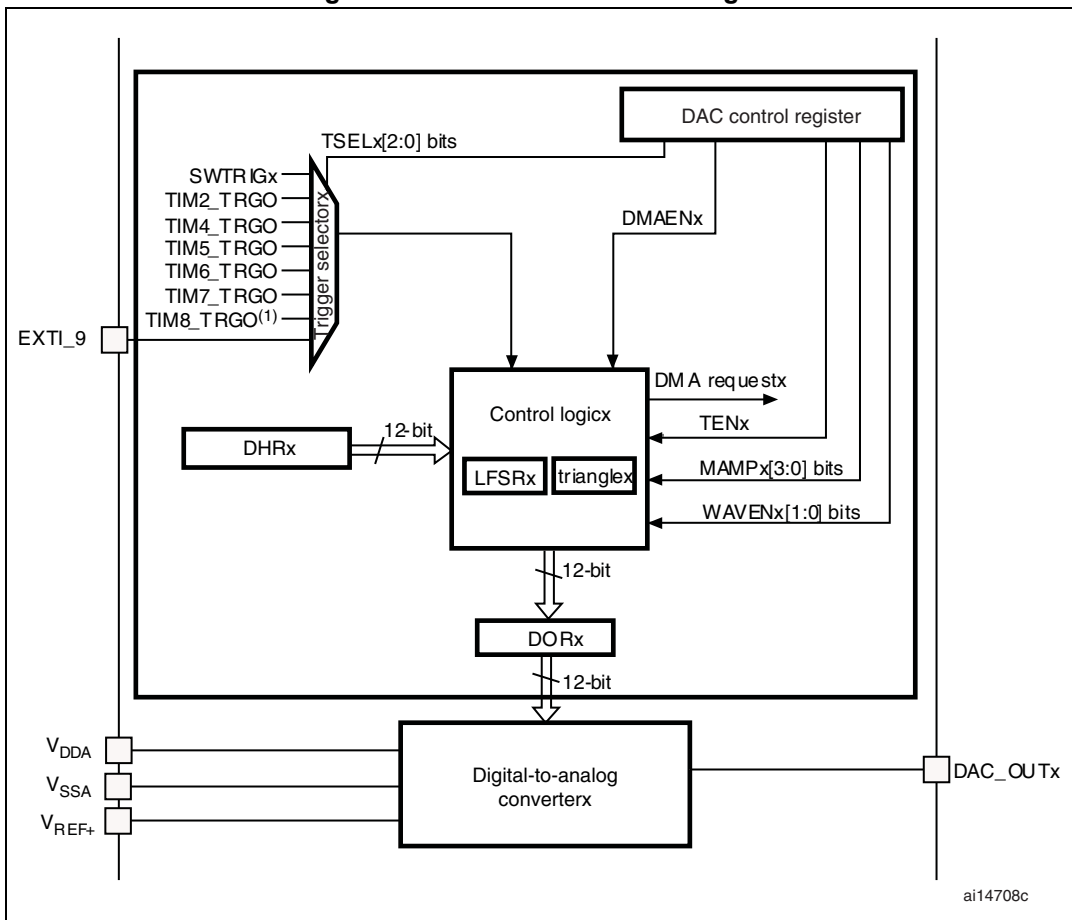 DAC control register
TSELx[2:0] bits
SWTRIGx
TIM2_TRGO
TIM4_TRGO
TIM5_TRGO
TIM6_TRGO
TIM7_TRGO
TIM8_TRGO(1)
Trigger selectorx
DMAENx
EXTI_9
DMA requestx
Control logicx
TENx
12-bit
DHRx
LFSRx
trianglex
MAMPx[3:0] bits
WAVENx[1:0] bits
12-bit
DORx
12-bit
VDDA
VSSA
VREF+
Digital-to-analog
converterx
DAC_OUTx
ai14708c